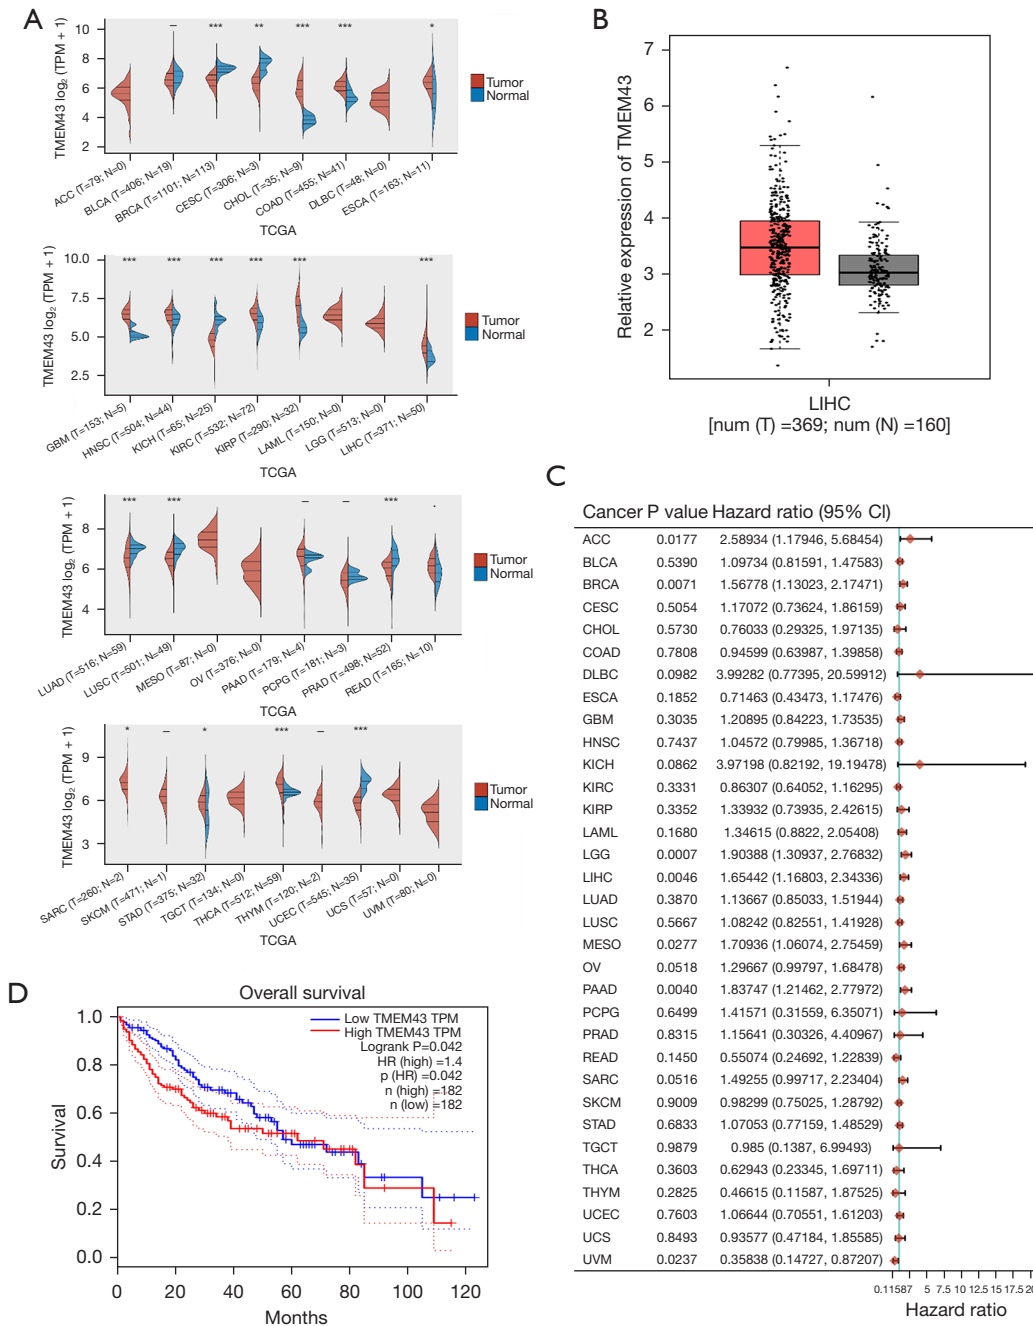 A
TMEM43 log2 (TPM + 1)
10
8
6
4
2
– *** ** *** *** *
Tumor
Normal
ACC (T=79; N=0)
BLCA (T=406; N=19)
BRCA (T=1101; N=113)
CESC (T=306; N=3)
CHOL (T=35; N=9)
COAD (T=455; N=41)
DLBC (T=48; N=0)
ESCA (T=163; N=11)
TCGA
TMEM43 log2 (TPM + 1)
10.0
7.5
5.0
2.5
*** *** *** *** *** ***
Tumor
Normal
GBM (T=153; N=5)
HNSC (T=504; N=44)
KICH (T=65; N=25)
KIRC (T=532; N=72)
KIRP (T=290; N=32)
LAML (T=150; N=0)
LGG (T=513; N=0)
LIHC (T=371; N=50)
TCGA
TMEM43 log2 (TPM + 1)
8
6
4
*** *** – – *** .
Tumor
Normal
LUAD (T=516; N=59)
LUSC (T=501; N=49)
MESO (T=87; N=0)
OV (T=376; N=0)
PAAD (T=179; N=4)
PCPG (T=181; N=3)
PRAD (T=498; N=52)
READ (T=165; N=10)
TCGA
TMEM43 log2 (TPM + 1)
9
6
3
* – * *** – ***
Tumor
Normal
SARC (T=260; N=2)
SKCM (T=471; N=1)
STAD (T=375; N=32)
TGCT (T=134; N=0)
THCA (T=512; N=59)
THYM (T=120; N=2)
UCEC (T=545; N=35)
UCS (T=57; N=0)
UVM (T=80; N=0)
TCGA
B
Relative expression of TMEM43
7
6
5
4
3
2
LIHC
[num (T) =369; num (N) =160]
C
Cancer P value Hazard ratio (95% CI)
ACC 0.0177 2.58934 (1.17946, 5.68454)
BLCA 0.5390 1.09734 (0.81591, 1.47583)
BRCA 0.0071 1.56778 (1.13023, 2.17471)
CESC 0.5054 1.17072 (0.73624, 1.86159)
CHOL 0.5730 0.76033 (0.29325, 1.97135)
COAD 0.7808 0.94599 (0.63987, 1.39858)
DLBC 0.0982 3.99282 (0.77395, 20.59912)
ESCA 0.1852 0.71463 (0.43473, 1.17476)
GBM 0.3035 1.20895 (0.84223, 1.73535)
HNSC 0.7437 1.04572 (0.79985, 1.36718)
KICH 0.0862 3.97198 (0.82192, 19.19478)
KIRC 0.3331 0.86307 (0.64052, 1.16295)
KIRP 0.3352 1.33932 (0.73935, 2.42615)
LAML 0.1680 1.34615 (0.8822, 2.05408)
LGG 0.0007 1.90388 (1.30937, 2.76832)
LIHC 0.0046 1.65442 (1.16803, 2.34336)
LUAD 0.3870 1.13667 (0.85033, 1.51944)
LUSC 0.5667 1.08242 (0.82551, 1.41928)
MESO 0.0277 1.70936 (1.06074, 2.75459)
OV 0.0518 1.29667 (0.99797, 1.68478)
PAAD 0.0040 1.83747 (1.21462, 2.77972)
PCPG 0.6499 1.41571 (0.31559, 6.35071)
PRAD 0.8315 1.15641 (0.30326, 4.40967)
READ 0.1450 0.55074 (0.24692, 1.22839)
SARC 0.0516 1.49255 (0.99717, 2.23404)
SKCM 0.9009 0.98299 (0.75025, 1.28792)
STAD 0.6833 1.07053 (0.77159, 1.48529)
TGCT 0.9879 0.985 (0.1387, 6.99493)
THCA 0.3603 0.62943 (0.23345, 1.69711)
THYM 0.2825 0.46615 (0.11587, 1.87525)
UCEC 0.7603 1.06644 (0.70551, 1.61203)
UCS 0.8493 0.93577 (0.47184, 1.85585)
UVM 0.0237 0.35838 (0.14727, 0.87207)
0.11587 5 7.5 10 12.5 15 17.5 20
Hazard ratio
D
Overall survival
Low TMEM43 TPM
High TMEM43 TPM
Logrank P=0.042
HR (high) =1.4
p (HR) =0.042
n (high) =182
n (low) =182
Survival
1.0
0.8
0.6
0.4
0.2
0.0
0 20 40 60 80 100 120
Months